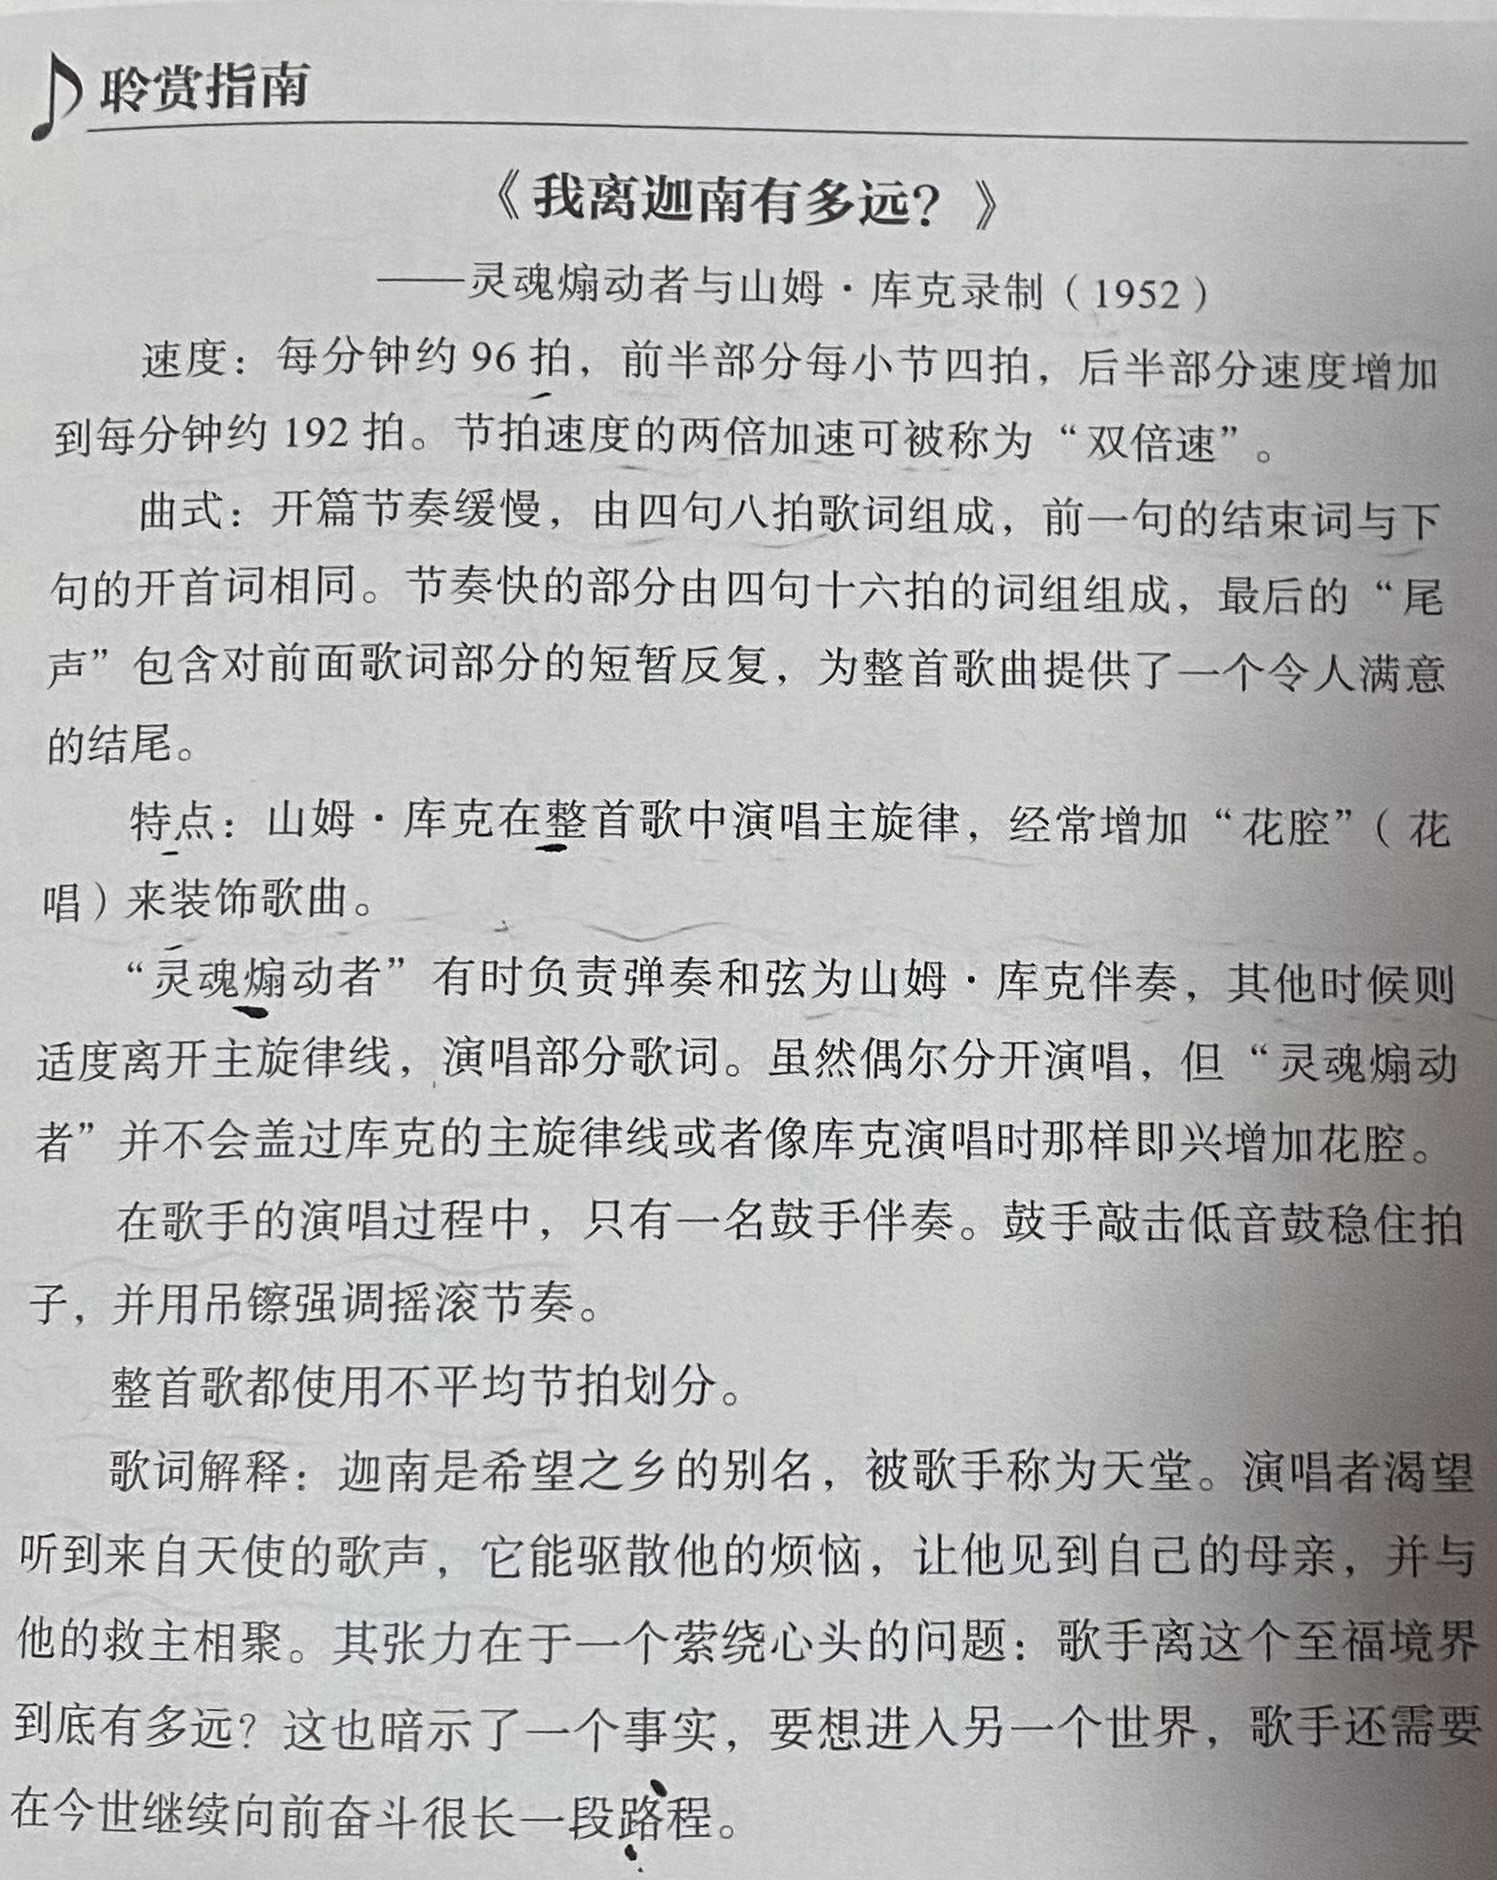 聆赏指南
《我离迦南有多远？》
——灵魂煽动者与山姆·库克录制（1952）
速度：每分钟约 96 拍，前半部分每小节四拍，后半部分速度增加
到每分钟约 192 拍。节拍速度的两倍加速可被称为“双倍速”。
曲式：开篇节奏缓慢，由四句八拍歌词组成，前一句的结束词与下
句的开首词相同。节奏快的部分由四句十六拍的词组组成，最后的“尾
声”包含对前面歌词部分的短暂反复，为整首歌曲提供了一个令人满意
的结尾。
特点：山姆·库克在整首歌中演唱主旋律，经常增加“花腔”（花
唱）来装饰歌曲。
“灵魂煽动者”有时负责弹奏和弦为山姆·库克伴奏，其他时候则
适度离开主旋律线，演唱部分歌词。虽然偶尔分开演唱，但“灵魂煽动
者”并不会盖过库克的主旋律线或者像库克演唱时那样即兴增加花腔。
在歌手的演唱过程中，只有一名鼓手伴奏。鼓手敲击低音鼓稳住拍
子，并用吊镲强调摇滚节奏。
整首歌都使用不平均节拍划分。
歌词解释：迦南是希望之乡的别名，被歌手称为天堂。演唱者渴望
听到来自天使的歌声，它能驱散他的烦恼，让他见到自己的母亲，并与
他的救主相聚。其张力在于一个萦绕心头的问题：歌手离这个至福境界
到底有多远？这也暗示了一个事实，要想进入另一个世界，歌手还需要
在今世继续向前奋斗很长一段路程。